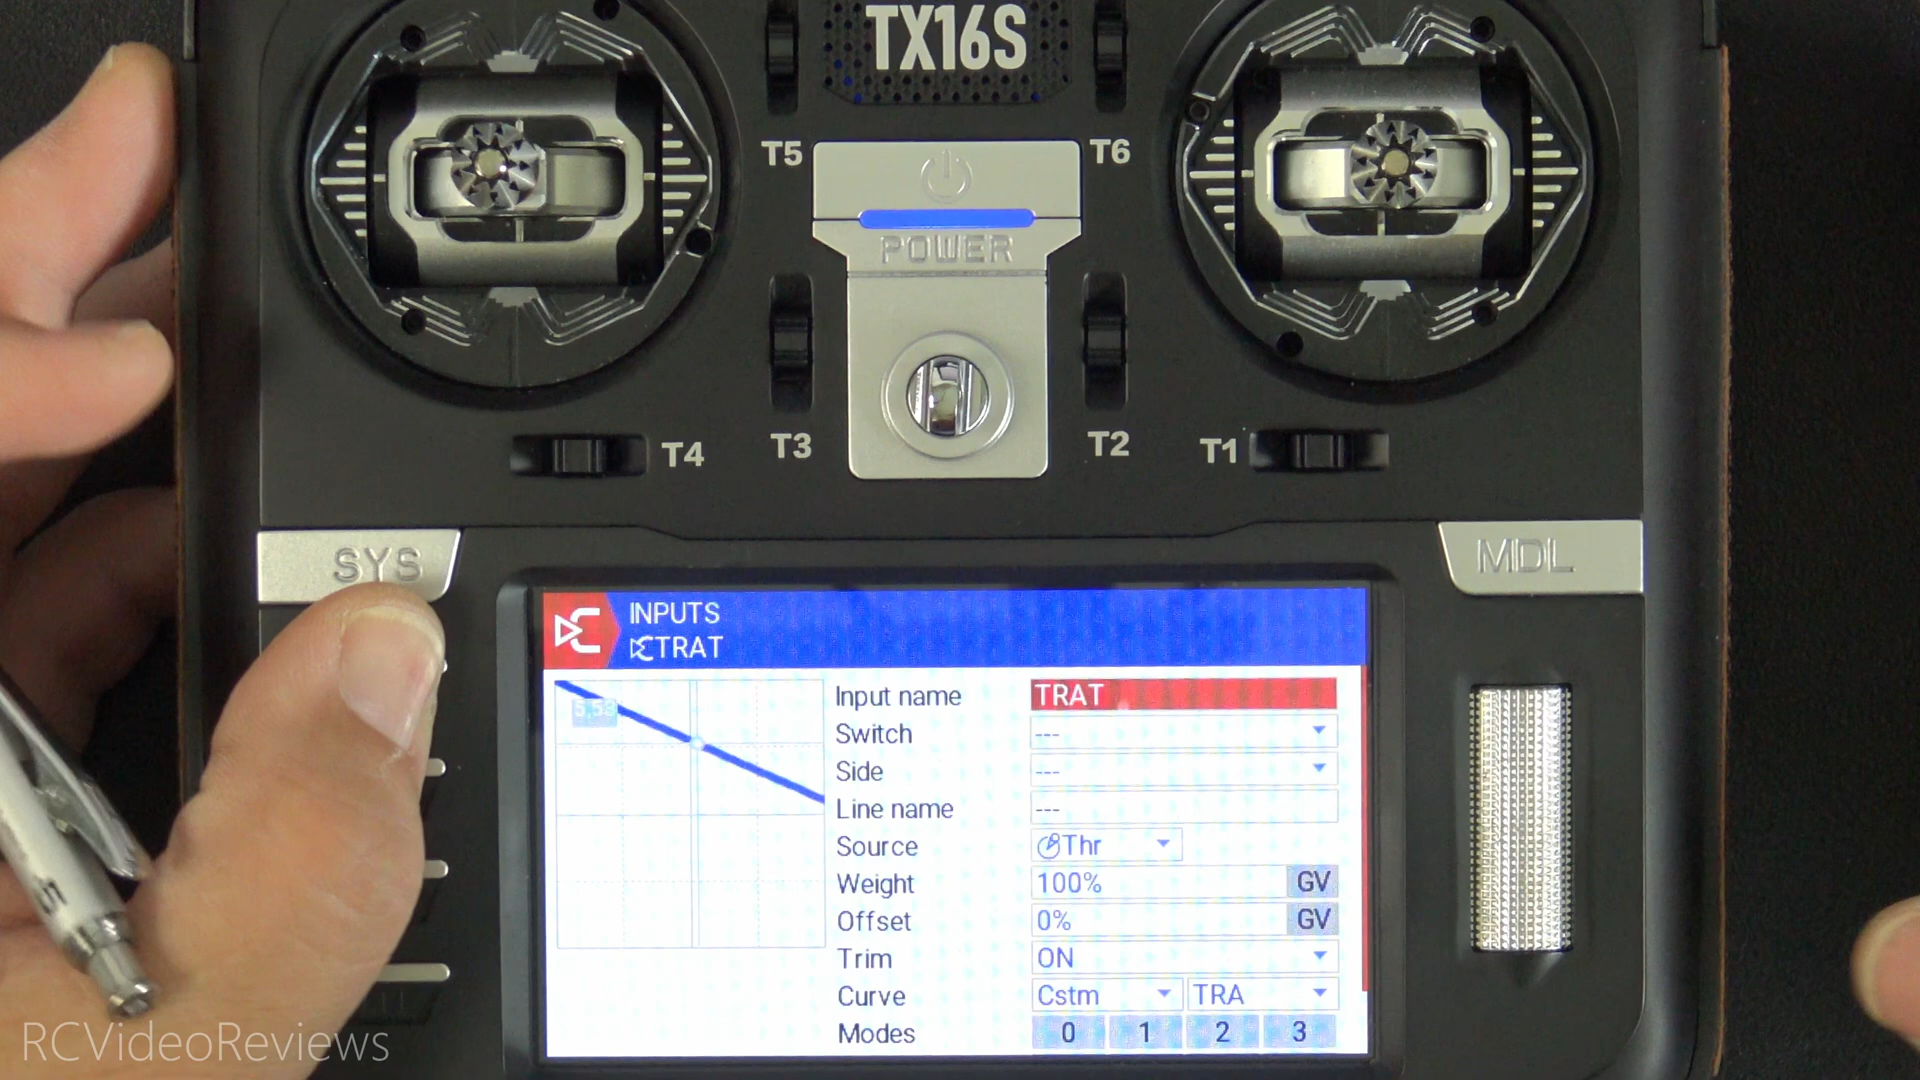 TX16S
T5
T6
POWER
T4
T3
T2
T1
SYS
MDL
INPUTS
TRAT
Input name TRAT
Switch ---
Side ---
Line name ---
Source Thr
Weight 100% GV
Offset 0% GV
Trim ON
Curve Cstm TRA
Modes 0 1 2 3
5
RCVideoReviews